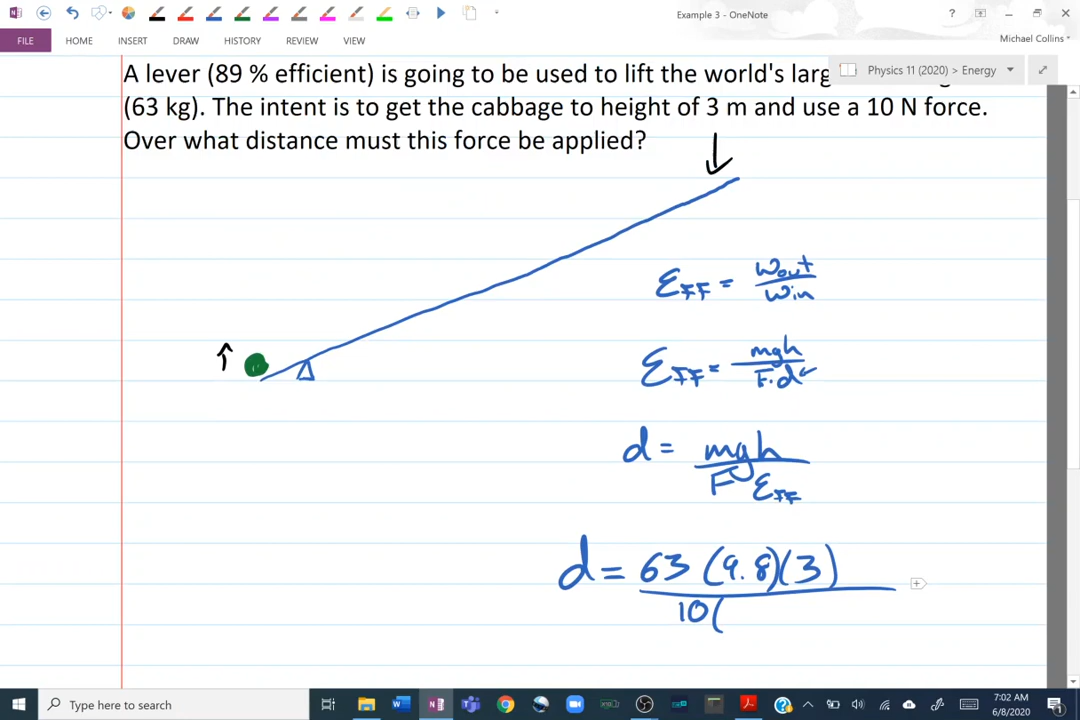 Example 3 - OneNote
Michael Collins
FILE HOME INSERT DRAW HISTORY REVIEW VIEW
Physics 11 (2020) > Energy
A lever (89 % efficient) is going to be used to lift the world's larg
(63 kg). The intent is to get the cabbage to height of 3 m and use a 10 N force.
Over what distance must this force be applied?
EFF = Wout / Win
EFF = mgh / F·d
d = mgh / F EFF
d = 63 (9.8)(3) / 10(
Type here to search
7:02 AM
6/8/2020